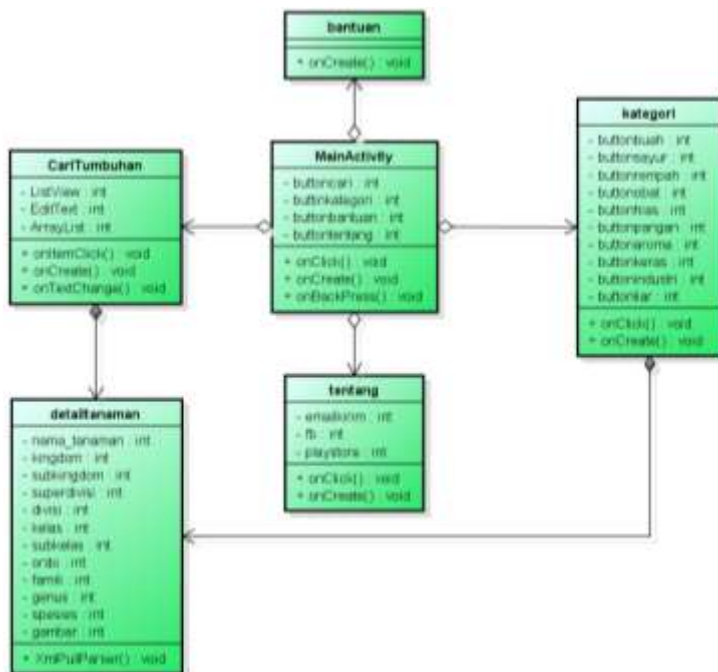 bantuan
+ onCreate() : void
MainActivity
- buttoncari : int
- buttnkategori : int
- buttonbantuan : int
- buttontentang : int
+ onClick() : void
+ onCreate() : void
+ onBackPress() : void
CariTumbuhan
- ListView : int
- EditText : int
- ArrayList : int
+ onItemClick() : void
+ onCreate() : void
+ onTextChange() : void
kategori
- buttonbuah : int
- buttonsayur : int
- buttonrempah : int
- buttonobat : int
- buttonhias : int
- buttonpangan : int
- buttonaroma : int
- buttonkeras : int
- buttonindustri : int
- buttonliar : int
+ onClick() : void
+ onCreate() : void
tentang
- emailkirim : int
- fb : int
- playstore : int
+ onClick() : void
+ onCreate() : void
detailtanaman
- nama_tanaman : int
- kingdom : int
- subkingdom : int
- superdivisi : int
- divisi : int
- kelas : int
- subkelas : int
- ordo : int
- famili : int
- genus : int
- spesies : int
- gambar : int
+ XmlPullParser() : void